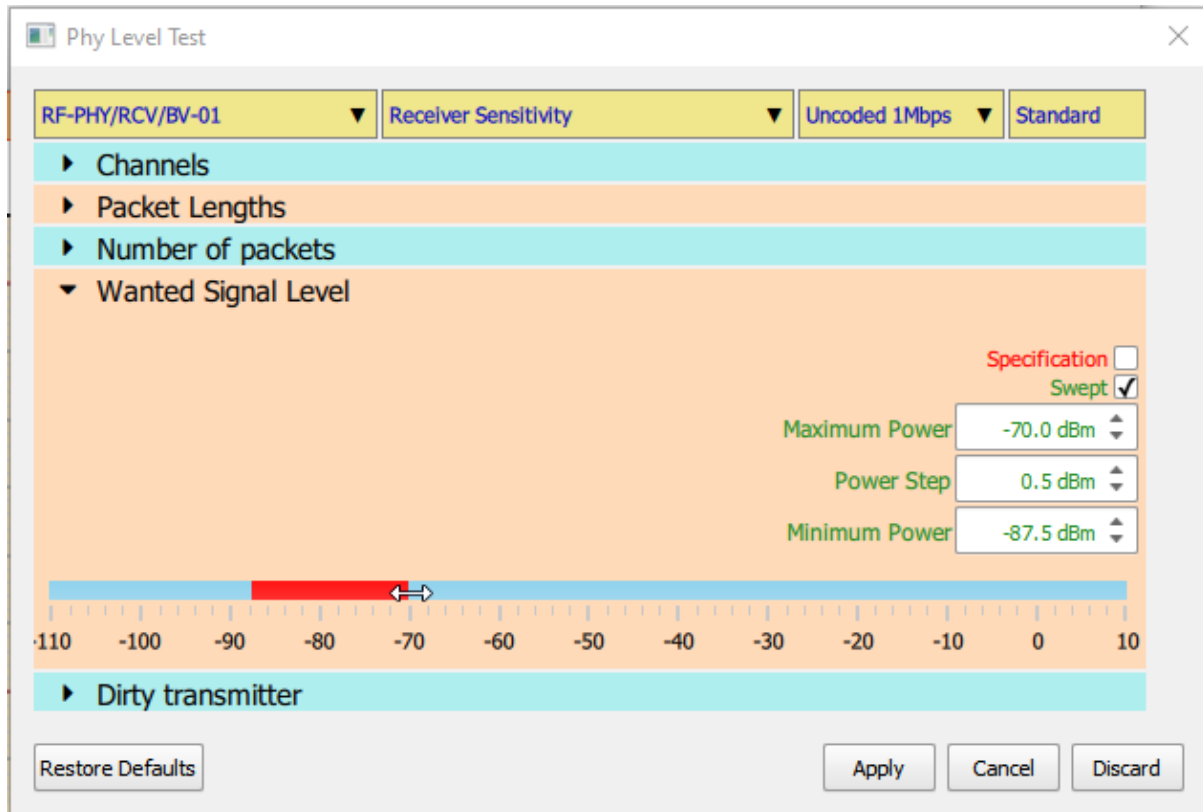 Phy Level Test
RF-PHY/RCV/BV-01 Receiver Sensitivity Uncoded 1Mbps Standard
Channels
Packet Lengths
Number of packets
Wanted Signal Level
Specification
Swept
Maximum Power -70.0 dBm
Power Step 0.5 dBm
Minimum Power -87.5 dBm
-110 -100 -90 -80 -70 -60 -50 -40 -30 -20 -10 0 10
Dirty transmitter
Restore Defaults Apply Cancel Discard